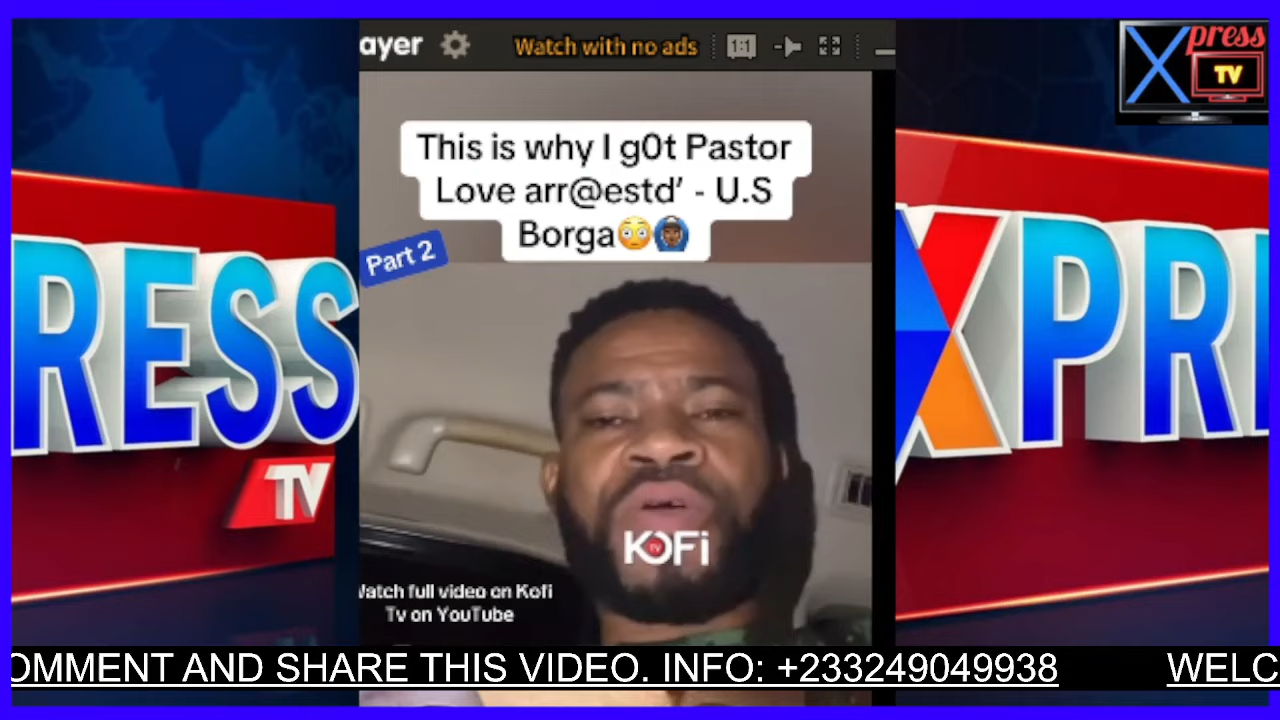 ayer
Watch with no ads
1:1
Xpress
TV
This is why I g0t Pastor
Love arr@estd’ - U.S
Borga😳🙆🏾‍♂️
Part 2
RESS
TV
XPRE
KOFi
TV
Watch full video on Kofi
Tv on YouTube
OMMENT AND SHARE THIS VIDEO. INFO: +233249049938 WELC